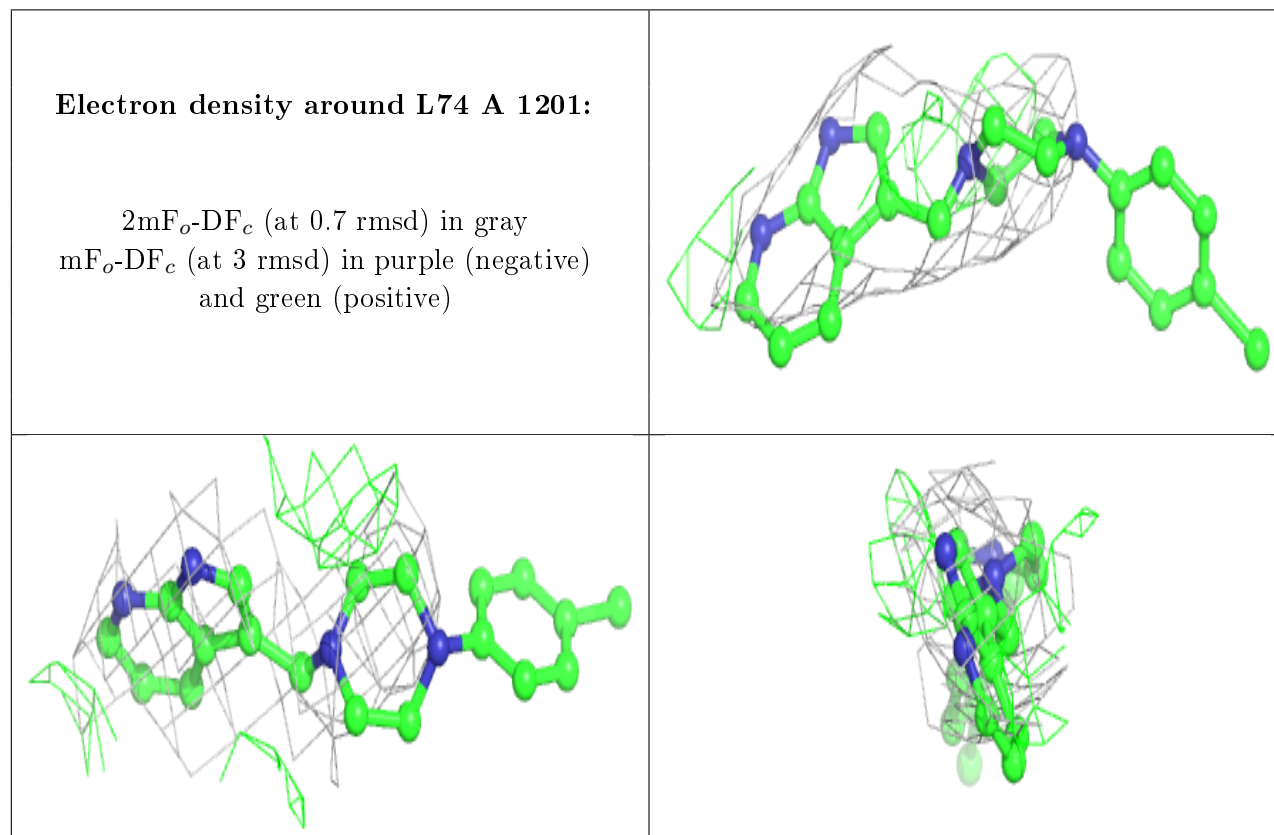 Electron density around L74 A 1201:
2mFₒ-DF𝒸 (at 0.7 rmsd) in gray
mFₒ-DF𝒸 (at 3 rmsd) in purple (negative)
and green (positive)